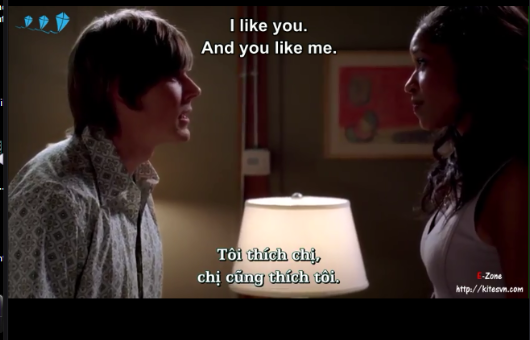 I like you.
And you like me.
Tôi thích chị,
chị cũng thích tôi.
E-Zone
http://kitesvn.com